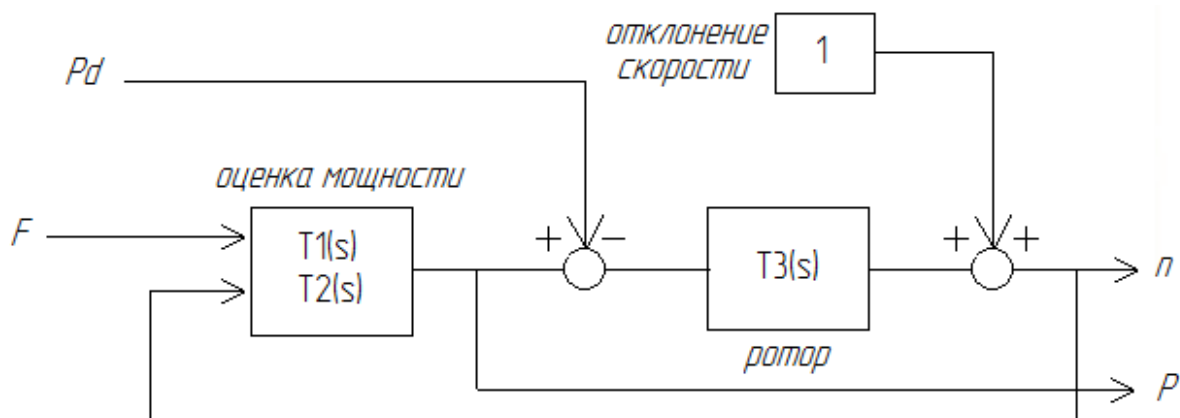 отклонение
скорости
1
Pd
оценка мощности
F
T1(s)
T2(s)
+
−
T3(s)
+
+
n
ротор
P